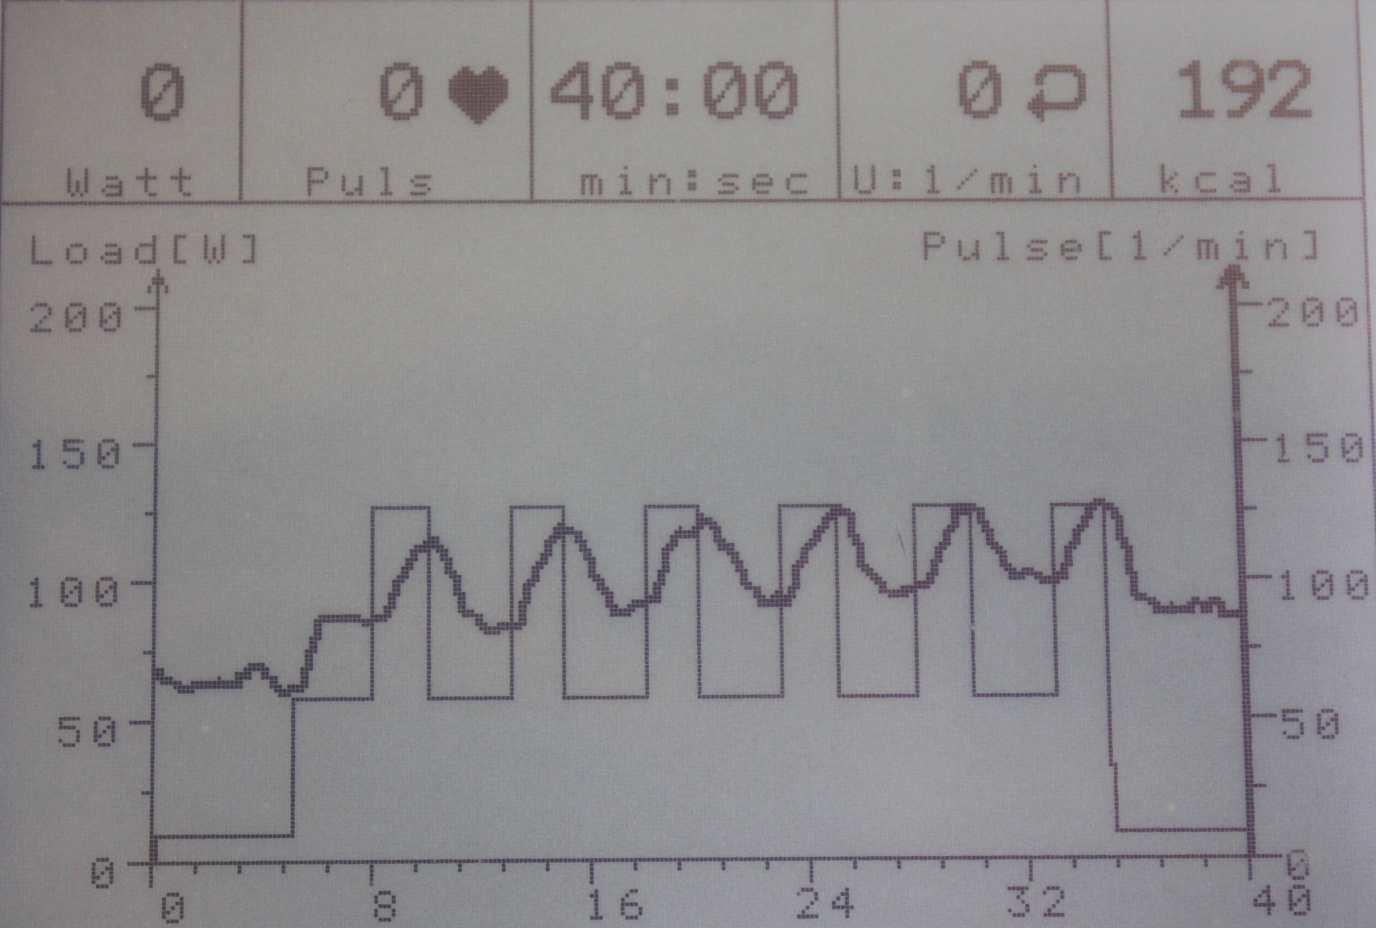 0 0 40:00 0 192
Watt Puls min:sec U:1/min kcal
Load[W] Pulse[1/min]
200 200
150 150
100 100
50 50
0 0
0 8 16 24 32 40